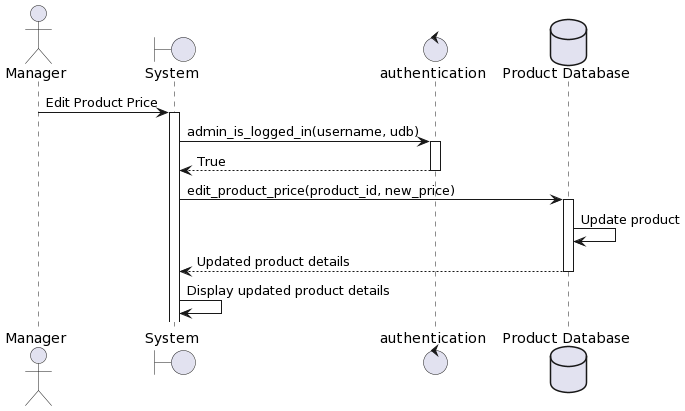 Manager
System
authentication
Product Database
Edit Product Price
admin_is_logged_in(username, udb)
True
edit_product_price(product_id, new_price)
Update product
Updated product details
Display updated product details
Manager
System
authentication
Product Database